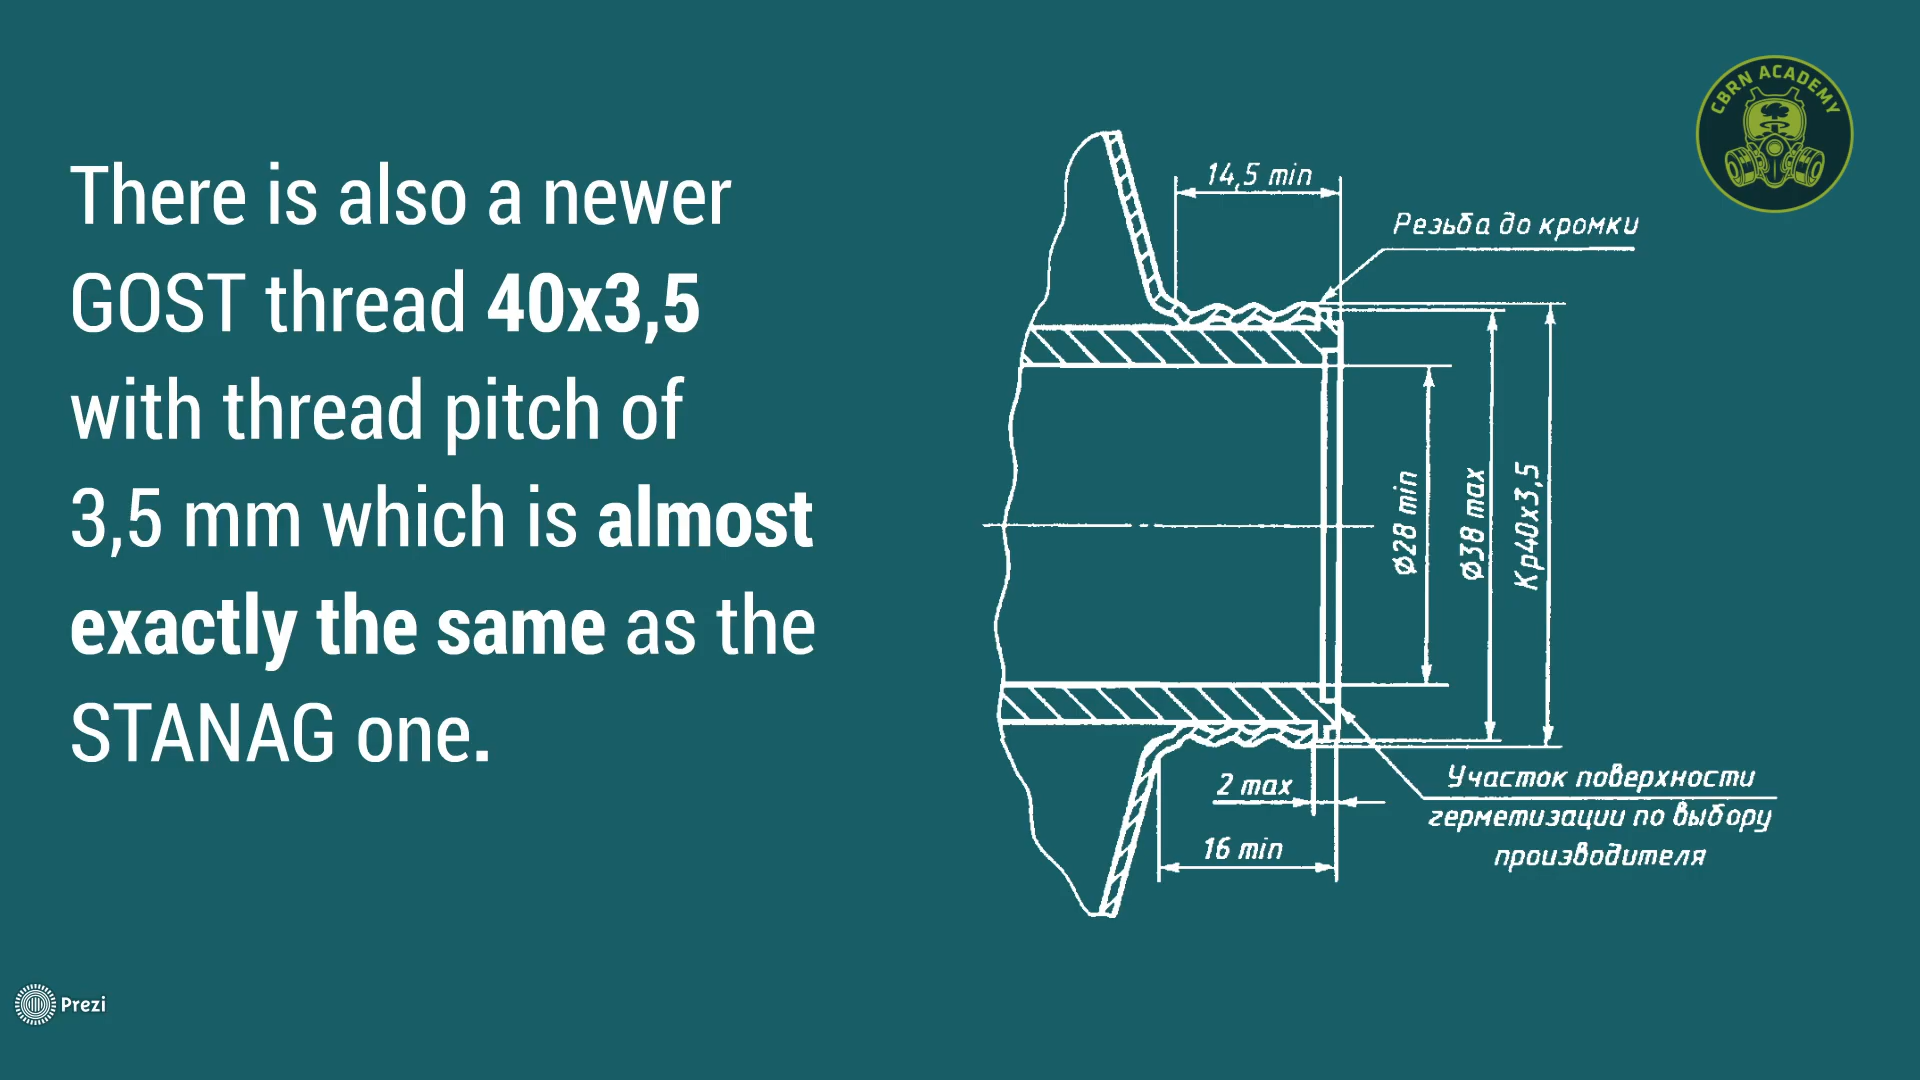 There is also a newer
GOST thread 40x3,5
with thread pitch of
3,5 mm which is almost
exactly the same as the
STANAG one.
CBRN ACADEMY
14,5 min
Резьба до кромки
Ø28 min
Ø38 max
Кр40х3,5
2 max
16 min
Участок поверхности
герметизации по выбору
производителя
Prezi